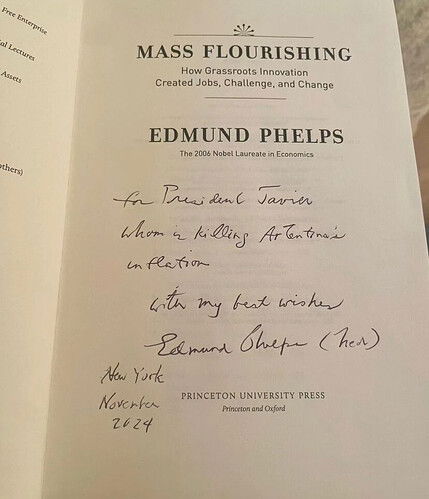 Free Enterprise
al Lectures
Assets
others)
MASS FLOURISHING
How Grassroots Innovation
Created Jobs, Challenge, and Change
EDMUND PHELPS
The 2006 Nobel Laureate in Economics
for President Javier
whom is killing Argentina's
inflation
with my best wishes
Edmund Phelps (Ned)
New York
November
2024
PRINCETON UNIVERSITY PRESS
Princeton and Oxford